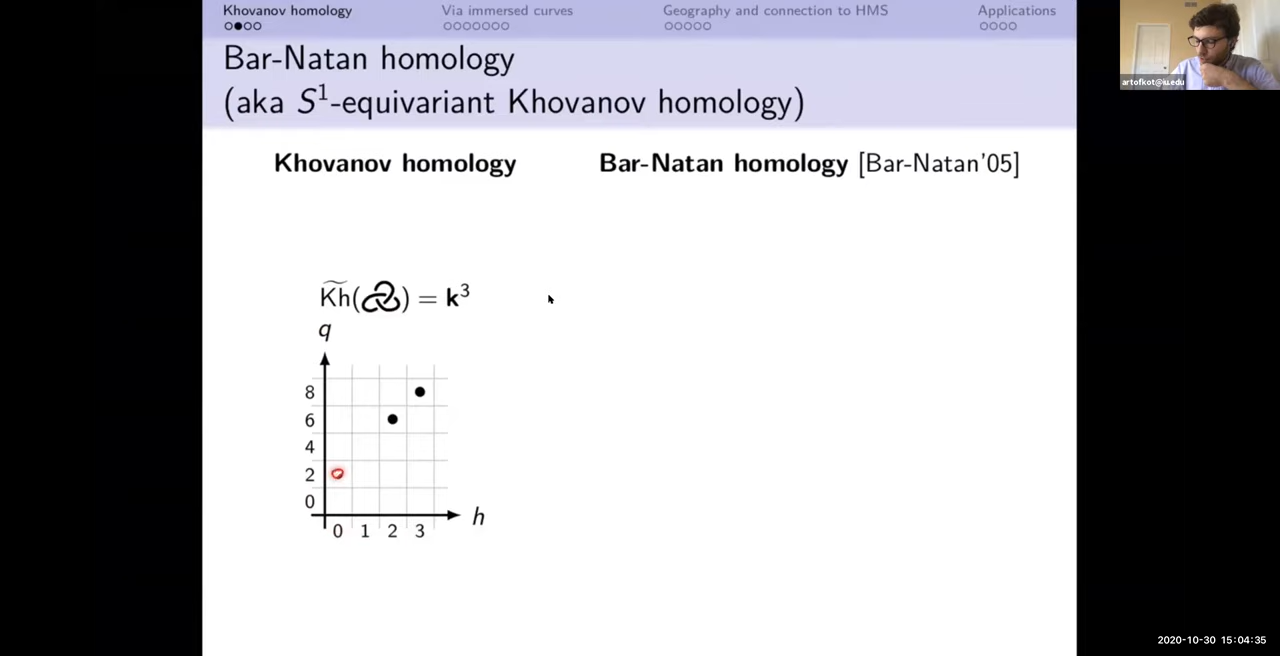 Khovanov homology Via immersed curves Geography and connection to HMS Applications
Bar-Natan homology
(aka S¹-equivariant Khovanov homology)
artofkot@iu.edu
Khovanov homology Bar-Natan homology [Bar-Natan'05]
K͠h( ) = k³
q
8
6
4
2
0
0 1 2 3
h
2020-10-30 15:04:35